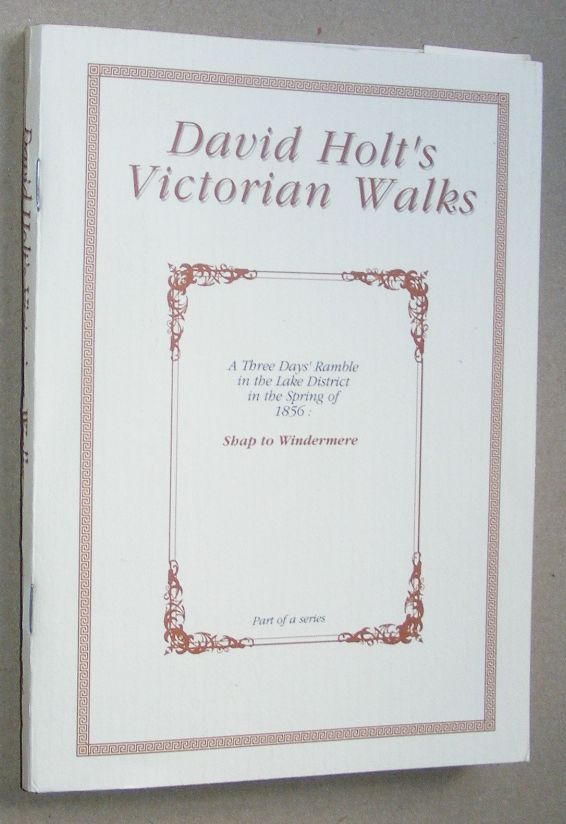 David Holt's
Victorian Walks
A Three Days' Ramble
in the Lake District
in the Spring of
1856 :
Shap to Windermere
Part of a series